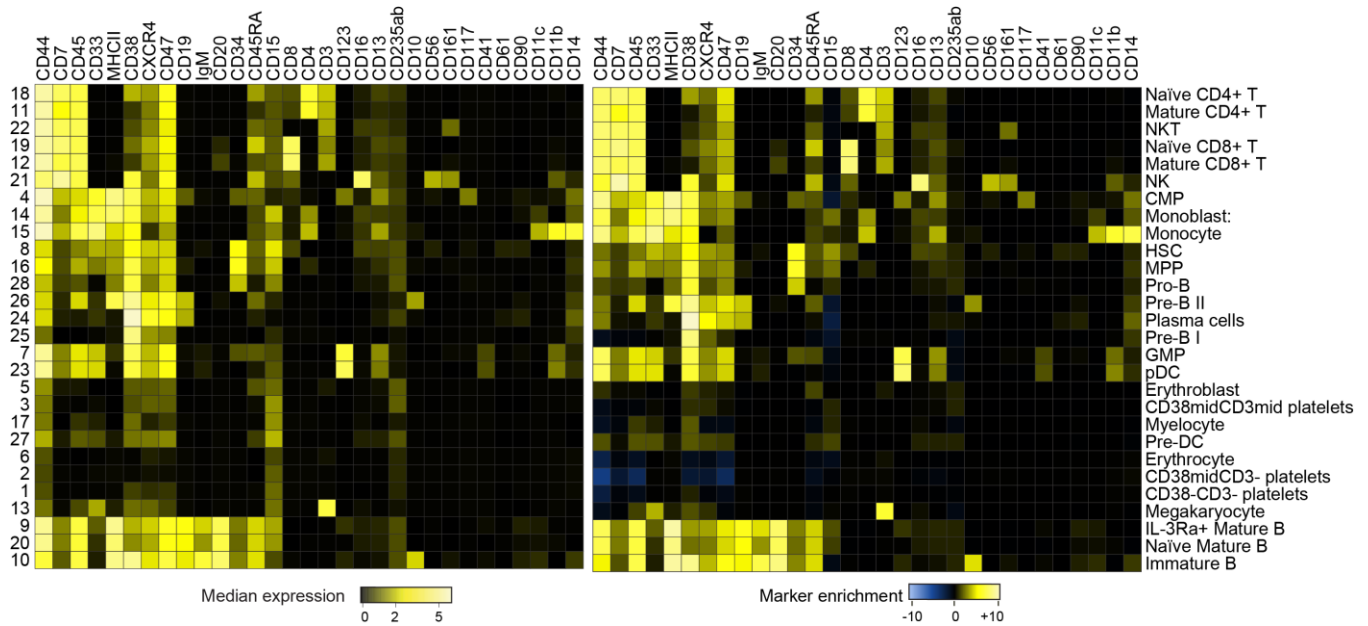 CD44 CD7 CD45 CD33 MHCII CD38 CXCR4 CD47 CD19 IgM CD20 CD34 CD45RA CD15 CD8 CD4 CD3 CD123 CD16 CD13 CD235ab CD10 CD56 CD161 CD117 CD41 CD61 CD90 CD11c CD11b CD14
CD44 CD7 CD45 CD33 MHCII CD38 CXCR4 CD47 CD19 IgM CD20 CD34 CD45RA CD15 CD8 CD4 CD3 CD123 CD16 CD13 CD235ab CD10 CD56 CD161 CD117 CD41 CD61 CD90 CD11c CD11b CD14
18 Naïve CD4+ T
11 Mature CD4+ T
22 NKT
19 Naïve CD8+ T
12 Mature CD8+ T
21 NK
4 CMP
14 Monoblast:
15 Monocyte
8 HSC
16 MPP
28 Pro-B
26 Pre-B II
24 Plasma cells
25 Pre-B I
7 GMP
23 pDC
5 Erythroblast
3 CD38midCD3mid platelets
17 Myelocyte
27 Pre-DC
6 Erythrocyte
2 CD38midCD3- platelets
1 CD38-CD3- platelets
13 Megakaryocyte
9 IL-3Ra+ Mature B
20 Naïve Mature B
10 Immature B
Median expression
0 2 5
Marker enrichment
-10 0 +10